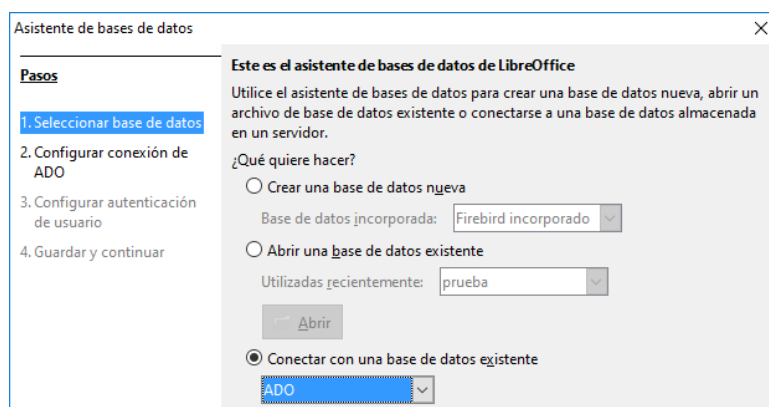 Asistente de bases de datos
Pasos
1. Seleccionar base de datos
2. Configurar conexión de
ADO
3. Configurar autenticación
de usuario
4. Guardar y continuar
Este es el asistente de bases de datos de LibreOffice
Utilice el asistente de bases de datos para crear una base de datos nueva, abrir un
archivo de base de datos existente o conectarse a una base de datos almacenada
en un servidor.
¿Qué quiere hacer?
Crear una base de datos nueva
Base de datos incorporada: Firebird incorporado
Abrir una base de datos existente
Utilizadas recientemente: prueba
Abrir
Conectar con una base de datos existente
ADO